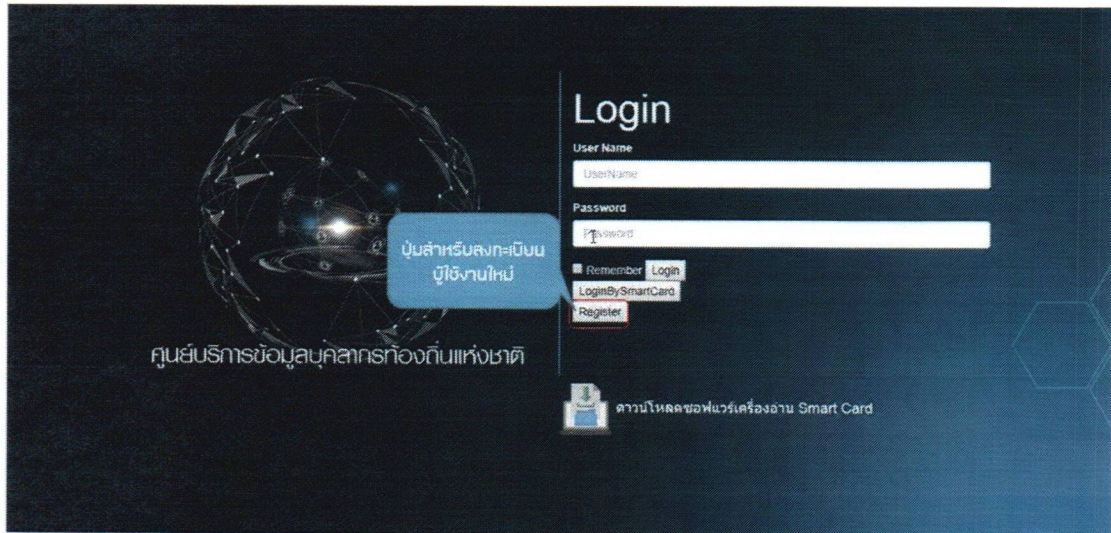 Login
User Name
UserName
Password
Password
Remember Login
LoginBySmartCard
Register
ปุ่มสำหรับลงทะเบียน
ผู้ใช้งานใหม่
ศูนย์บริการข้อมูลบุคลากรท้องถิ่นแห่งชาติ
ดาวน์โหลดซอฟแวร์เครื่องอ่าน Smart Card